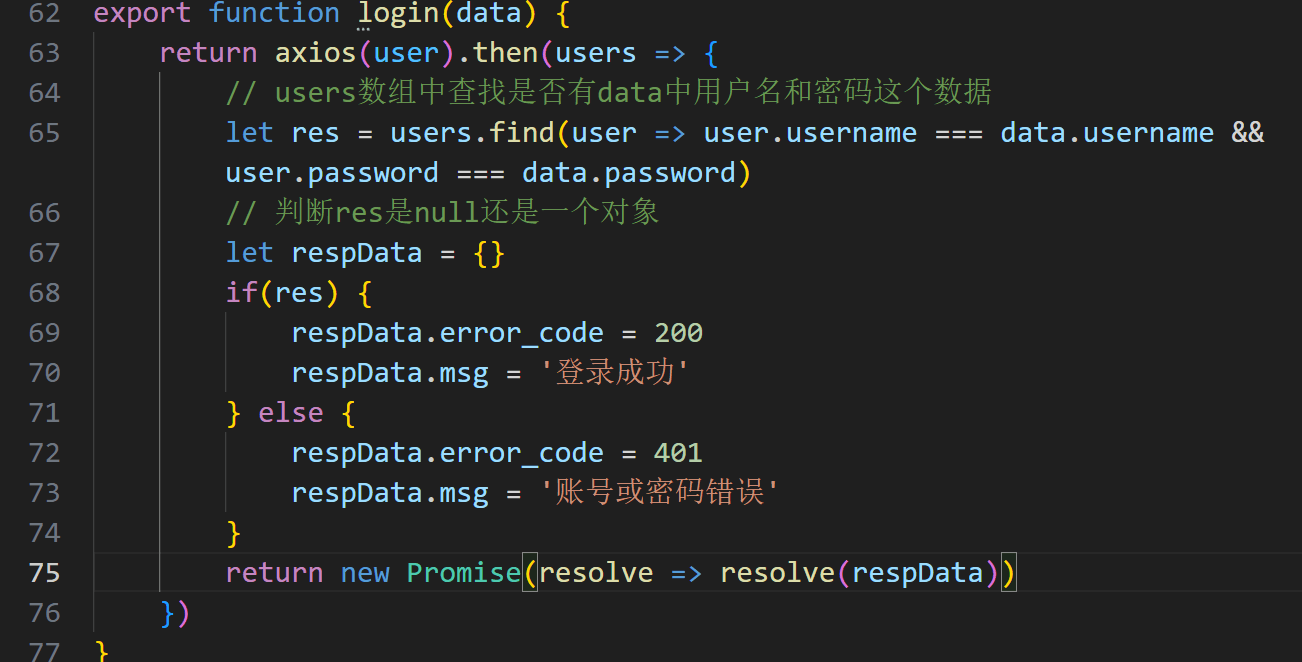 62 export function login(data) {
63 return axios(user).then(users => {
64 // users数组中查找是否有data中用户名和密码这个数据
65 let res = users.find(user => user.username === data.username &&
user.password === data.password)
66 // 判断res是null还是一个对象
67 let respData = {}
68 if(res) {
69 respData.error_code = 200
70 respData.msg = '登录成功'
71 } else {
72 respData.error_code = 401
73 respData.msg = '账号或密码错误'
74 }
75 return new Promise(resolve => resolve(respData))
76 })
77 }